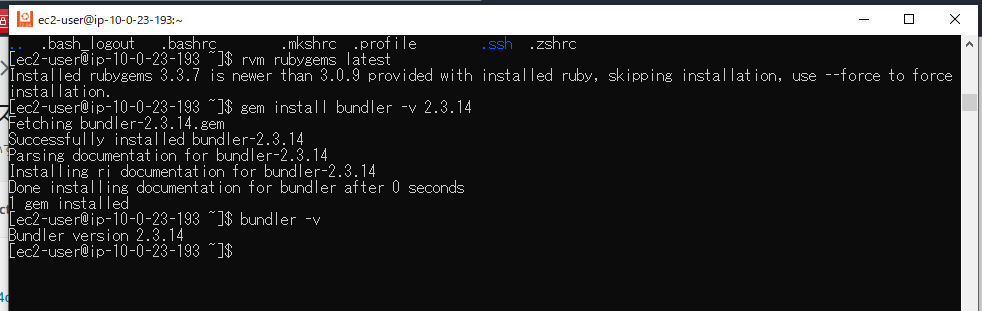 ec2-user@ip-10-0-23-193:~
.. .bash_logout .bashrc .mkshrc .profile .ssh .zshrc
[ec2-user@ip-10-0-23-193 ~]$ rvm rubygems latest
Installed rubygems 3.3.7 is newer than 3.0.9 provided with installed ruby, skipping installation, use --force to force
installation.
[ec2-user@ip-10-0-23-193 ~]$ gem install bundler -v 2.3.14
Fetching bundler-2.3.14.gem
Successfully installed bundler-2.3.14
Parsing documentation for bundler-2.3.14
Installing ri documentation for bundler-2.3.14
Done installing documentation for bundler after 0 seconds
1 gem installed
[ec2-user@ip-10-0-23-193 ~]$ bundler -v
Bundler version 2.3.14
[ec2-user@ip-10-0-23-193 ~]$